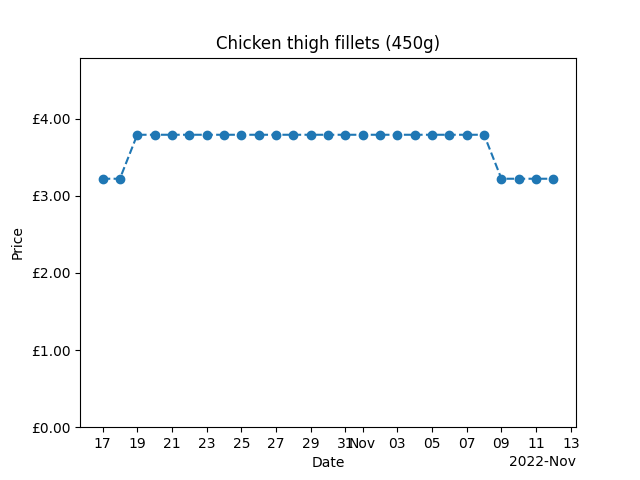 Chicken thigh fillets (450g)
£4.00
£3.00
£2.00
£1.00
£0.00
Price
17 19 21 23 25 27 29 31 Nov 03 05 07 09 11 13
Date
2022-Nov